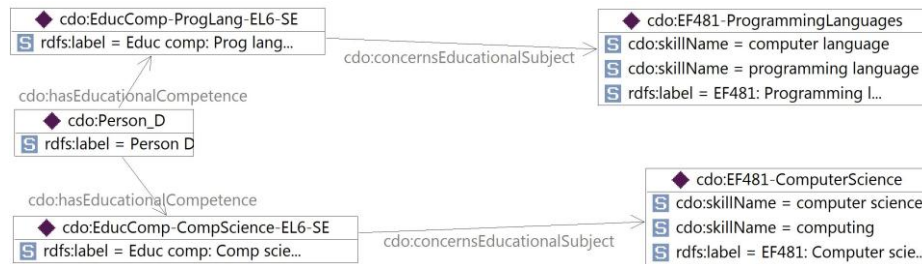 cdo:EducComp-ProgLang-EL6-SE
S rdfs:label = Educ comp: Prog lang...
cdo:EF481-ProgrammingLanguages
S cdo:skillName = computer language
S cdo:skillName = programming language
S rdfs:label = EF481: Programming l...
cdo:concernsEducationalSubject
cdo:hasEducationalCompetence
cdo:Person_D
S rdfs:label = Person D
cdo:hasEducationalCompetence
cdo:EducComp-CompScience-EL6-SE
S rdfs:label = Educ comp: Comp scie...
cdo:concernsEducationalSubject
cdo:EF481-ComputerScience
S cdo:skillName = computer science
S cdo:skillName = computing
S rdfs:label = EF481: Computer scie...